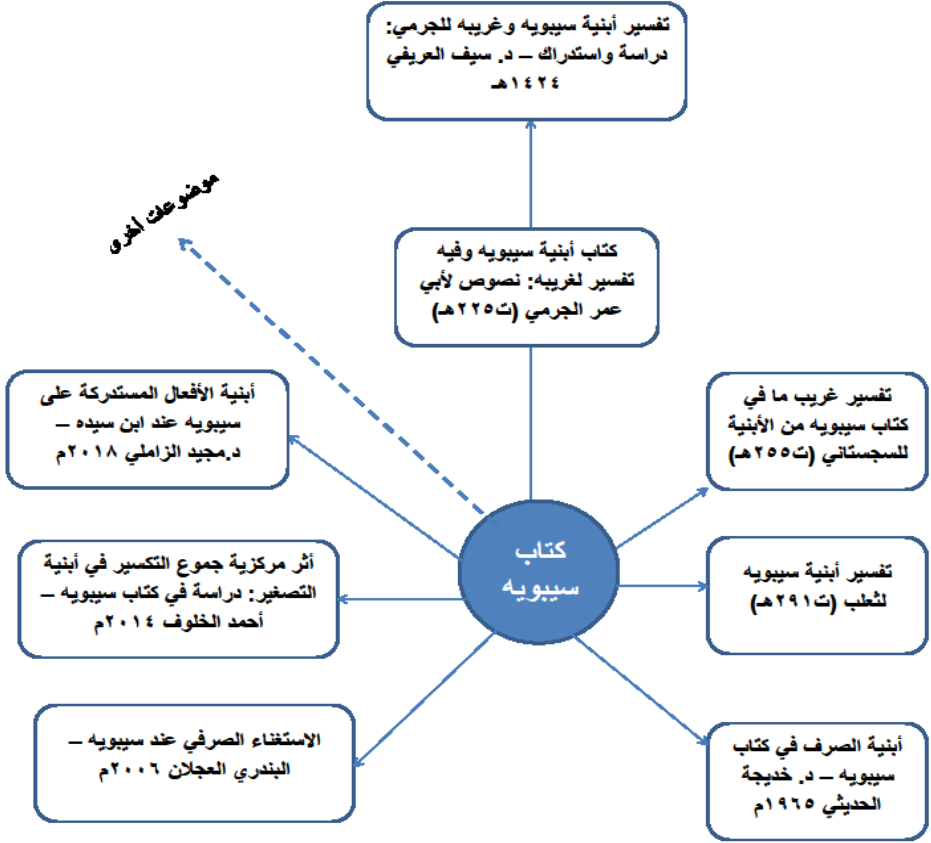 تفسير أبنية سيبويه وغريبه للجرمي:
دراسة واستدراك – د. سيف العريفي
١٤٢٤هـ
موضوعات أخرى
كتاب أبنية سيبويه وفيه
تفسير لغريبه: نصوص لأبي
عمر الجرمي (ت٢٢٥هـ)
تفسير غريب ما في
كتاب سيبويه من الأبنية
للسجستاني (ت٢٥٥هـ)
أبنية الأفعال المستدركة على
سيبويه عند ابن سيده –
د.مجيد الزاملي ٢٠١٨م
كتاب
سيبويه
تفسير أبنية سيبويه
لثعلب (ت٢٩١هـ)
أثر مركزية جموع التكسير في أبنية
التصغير: دراسة في كتاب سيبويه –
أحمد الخلوف ٢٠١٤م
أبنية الصرف في كتاب
سيبويه – د. خديجة
الحديثي ١٩٦٥م
الاستغناء الصرفي عند سيبويه –
البندري العجلان ٢٠٠٦م